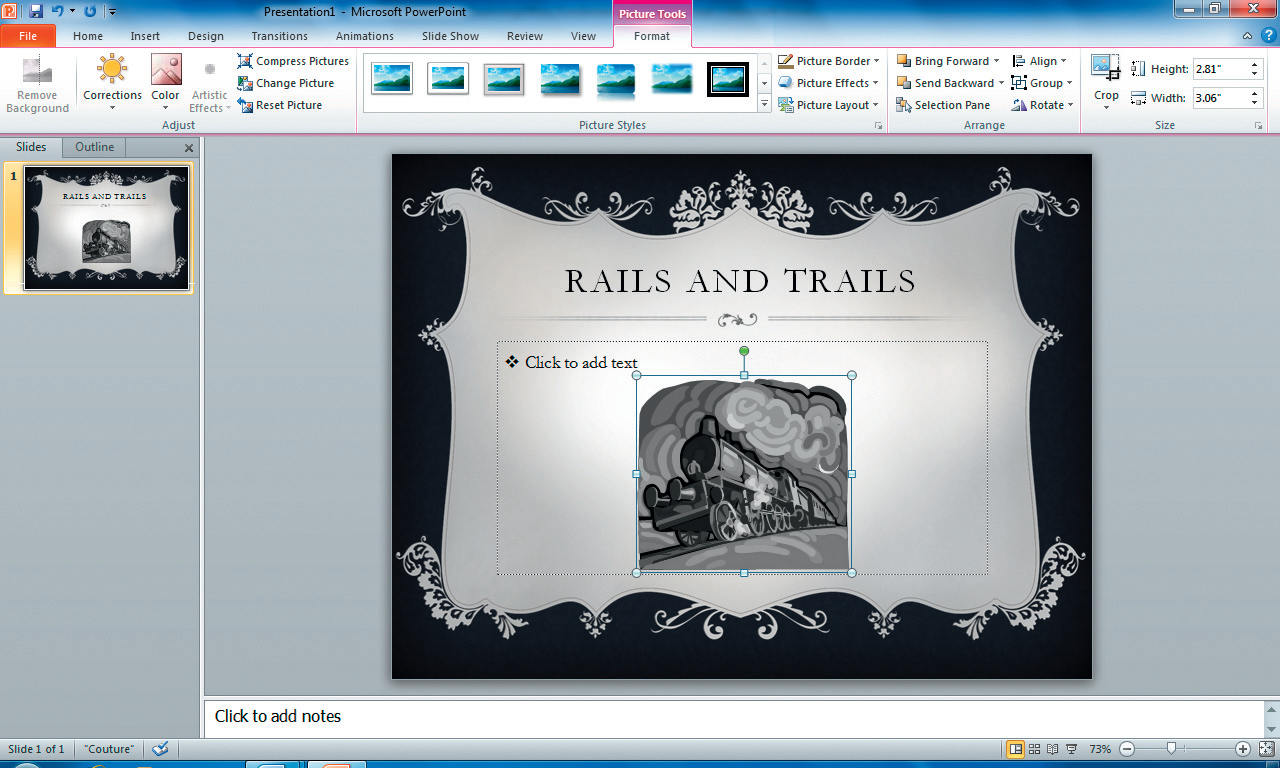 Presentation1 - Microsoft PowerPoint
Picture Tools
File Home Insert Design Transitions Animations Slide Show Review View Format
Remove Background
Corrections
Color
Artistic Effects
Compress Pictures
Change Picture
Reset Picture
Adjust
Picture Styles
Picture Border
Picture Effects
Picture Layout
Bring Forward
Send Backward
Selection Pane
Align
Group
Rotate
Arrange
Crop
Height: 2.81"
Width: 3.06"
Size
Slides Outline
1
RAILS AND TRAILS
RAILS AND TRAILS
Click to add text
Click to add notes
Slide 1 of 1 "Couture" 73%